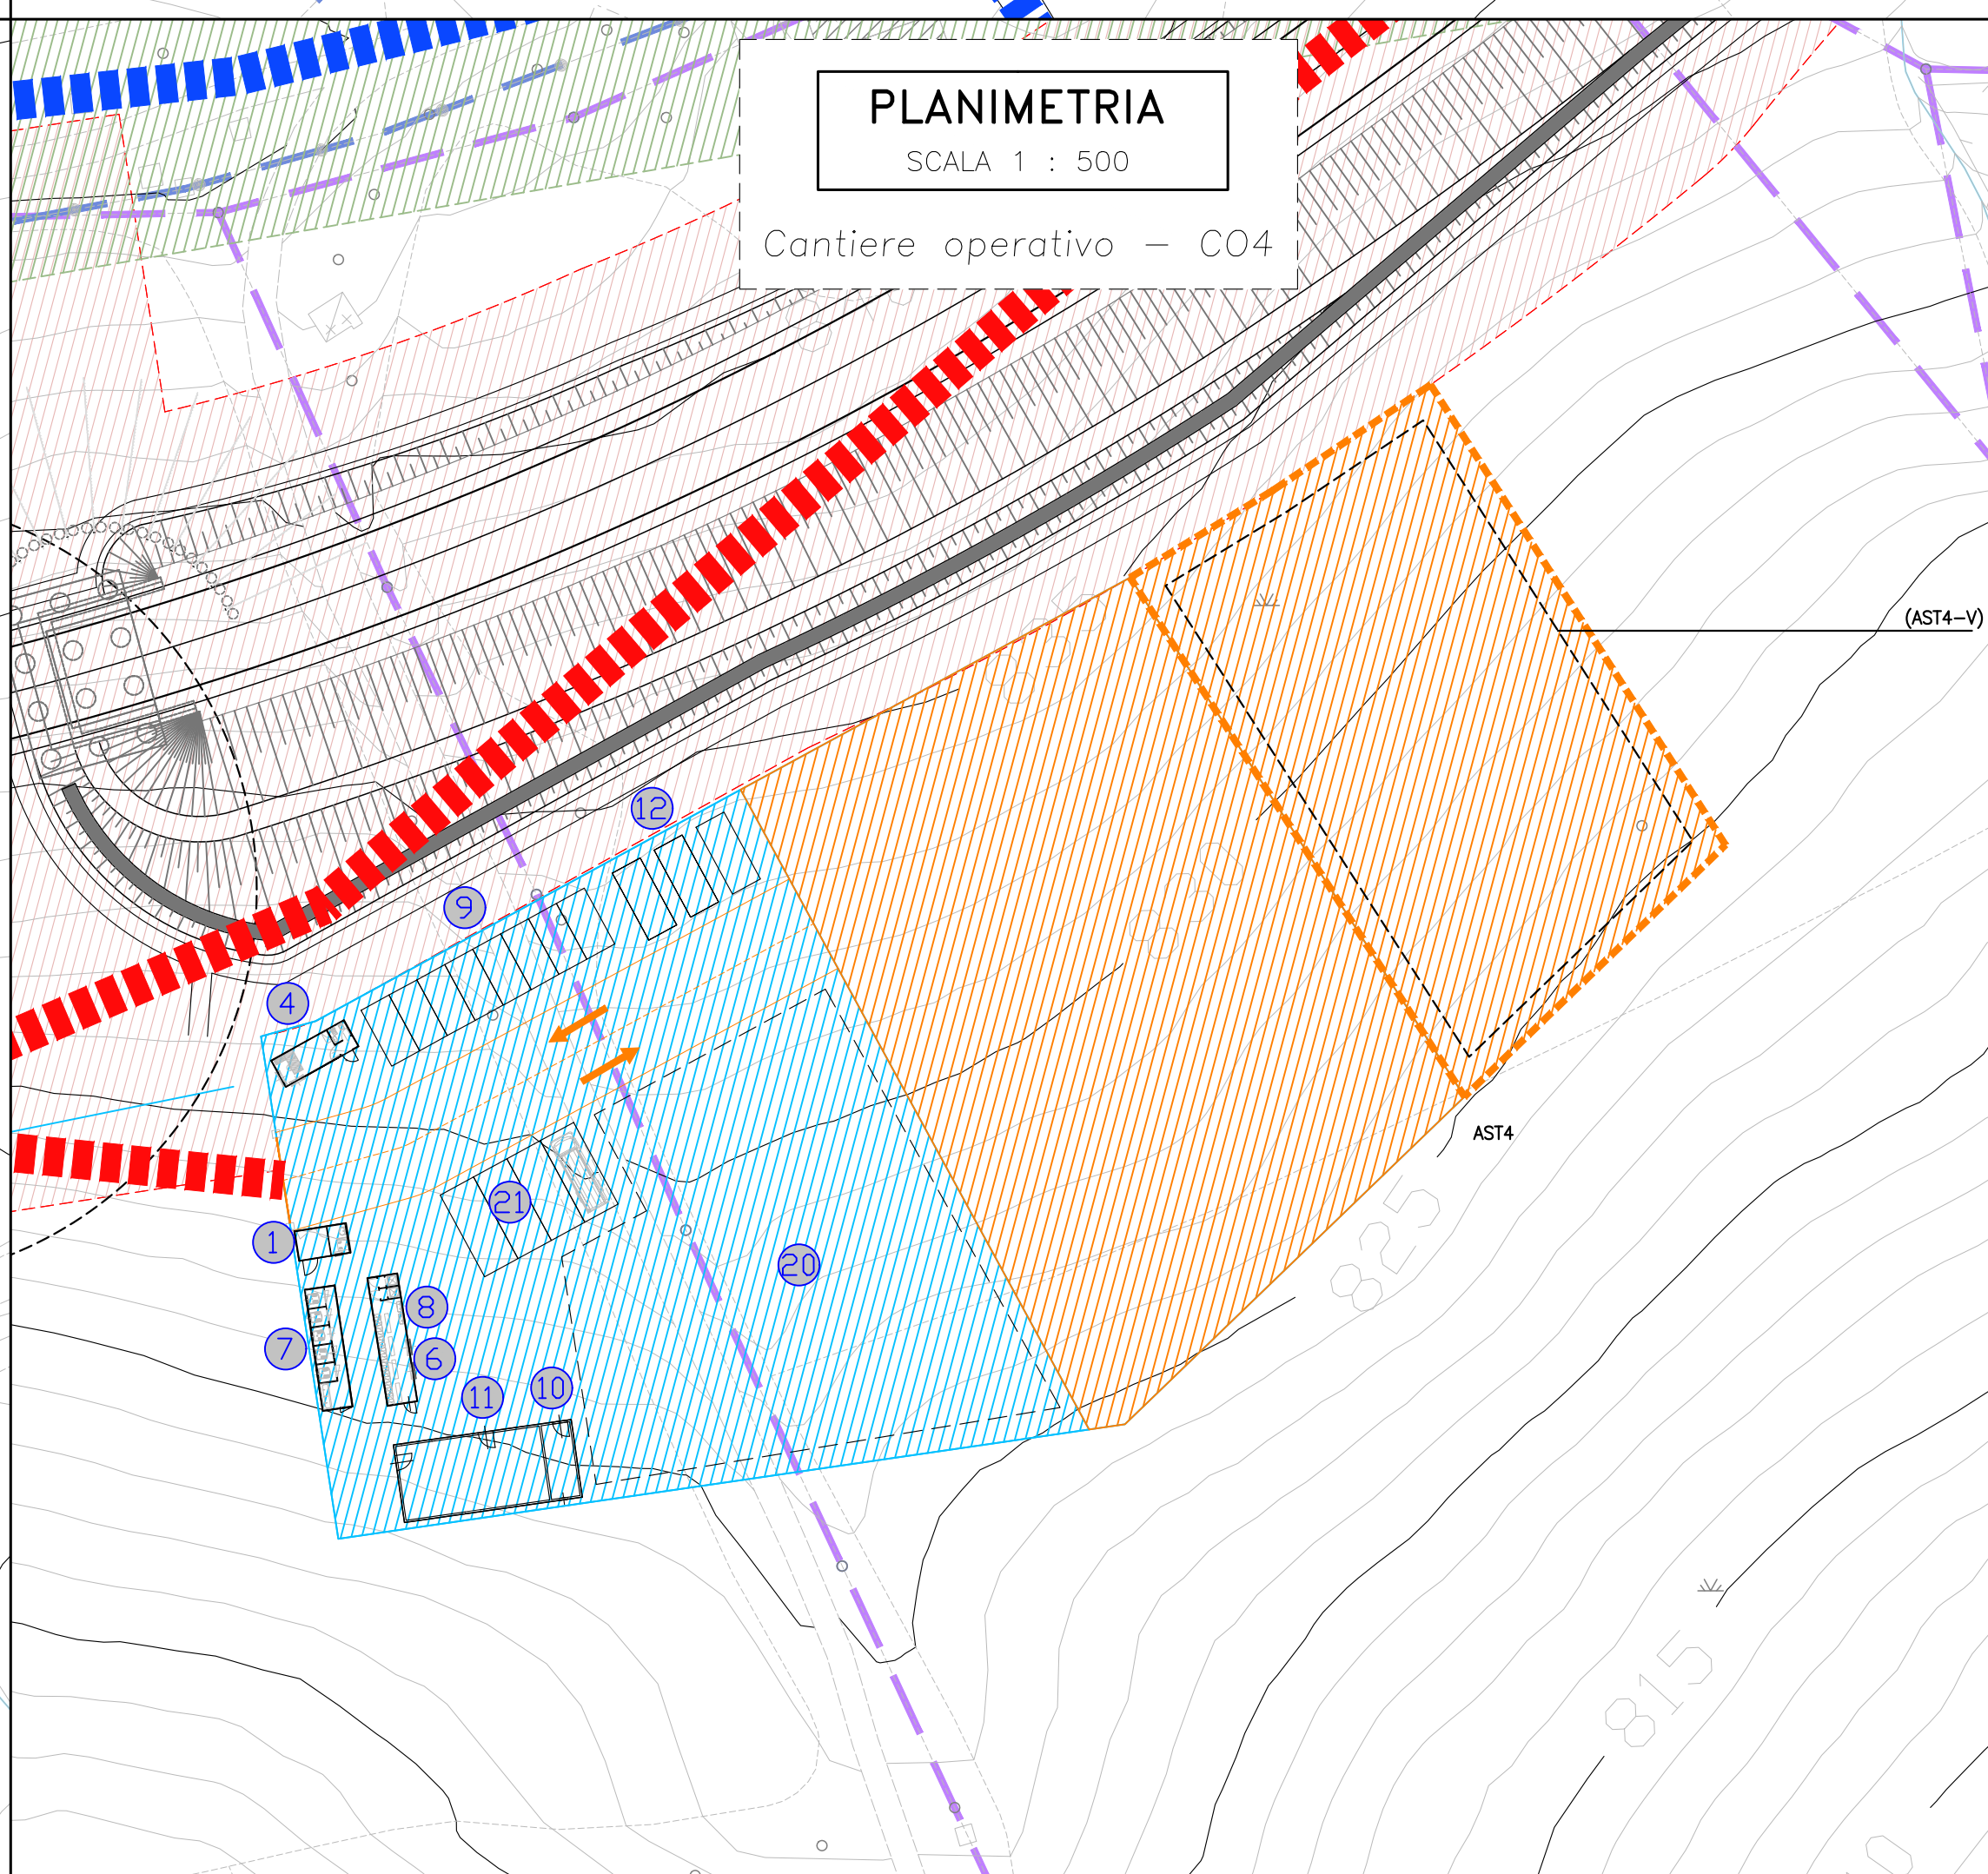 PLANIMETRIA
SCALA 1 : 500
Cantiere operativo – CO4
(AST4-V)
12
9
4
AST4
21
1
20
815
8
7
6
11
10
815